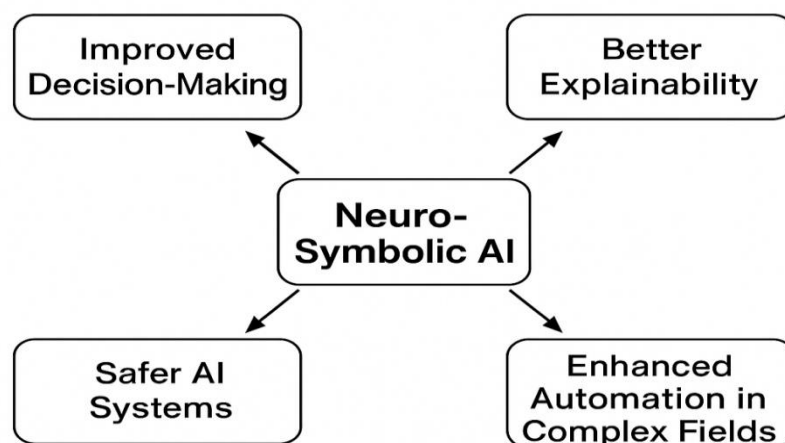 Improved
Decision-Making
Better
Explainability
Neuro-
Symbolic AI
Safer AI
Systems
Enhanced
Automation in
Complex Fields